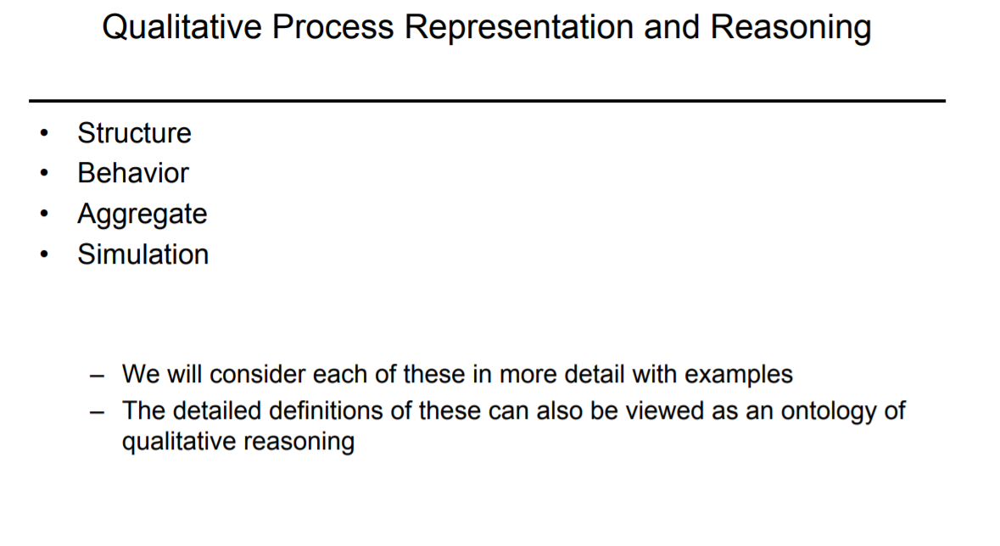 Qualitative Process Representation and Reasoning
• Structure
• Behavior
• Aggregate
• Simulation
– We will consider each of these in more detail with examples
– The detailed definitions of these can also be viewed as an ontology of
qualitative reasoning